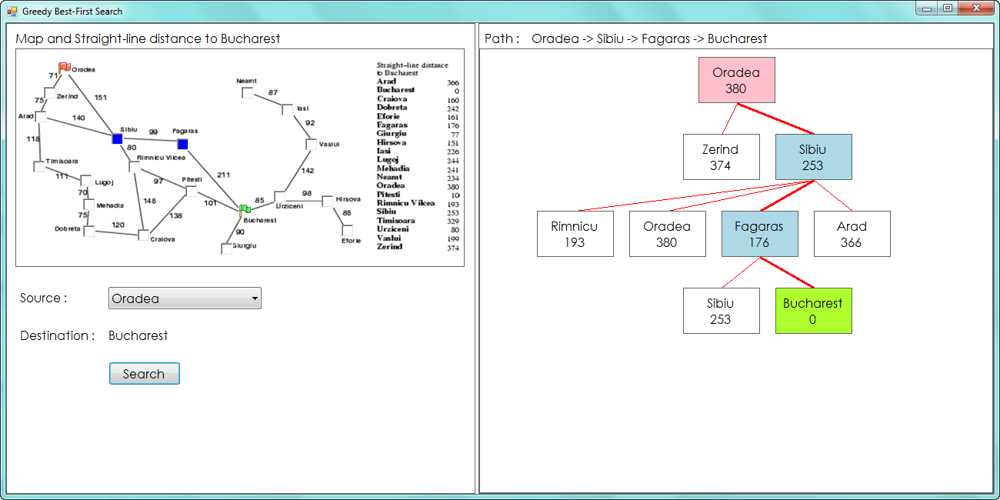 Greedy Best-First Search
Map and Straight-line distance to Bucharest
Oradea
71
Zerind
151
75
Arad
140
118
Sibiu
99
Fagaras
80
Timisoara
Rimnicu Vilcea
111
Lugoj
97
Pitesti
211
70
Mehadia
146
101
75
138
Dobreta
120
Craiova
Neamt
87
Iasi
92
Vaslui
142
85
98
Hirsova
Urziceni
86
Bucharest
90
Giurgiu
Eforie
Straight–line distance
to Bucharest
Arad 366
Bucharest 0
Craiova 160
Dobreta 242
Eforie 161
Fagaras 176
Giurgiu 77
Hirsova 151
Iasi 226
Lugoj 244
Mehadia 241
Neamt 234
Oradea 380
Pitesti 10
Rimnicu Vilcea 193
Sibiu 253
Timisoara 329
Urziceni 80
Vaslui 199
Zerind 374
Source :
Oradea
Destination :
Bucharest
Search
Path : Oradea -> Sibiu -> Fagaras -> Bucharest
Oradea
380
Zerind
374
Sibiu
253
Rimnicu
193
Oradea
380
Fagaras
176
Arad
366
Sibiu
253
Bucharest
0